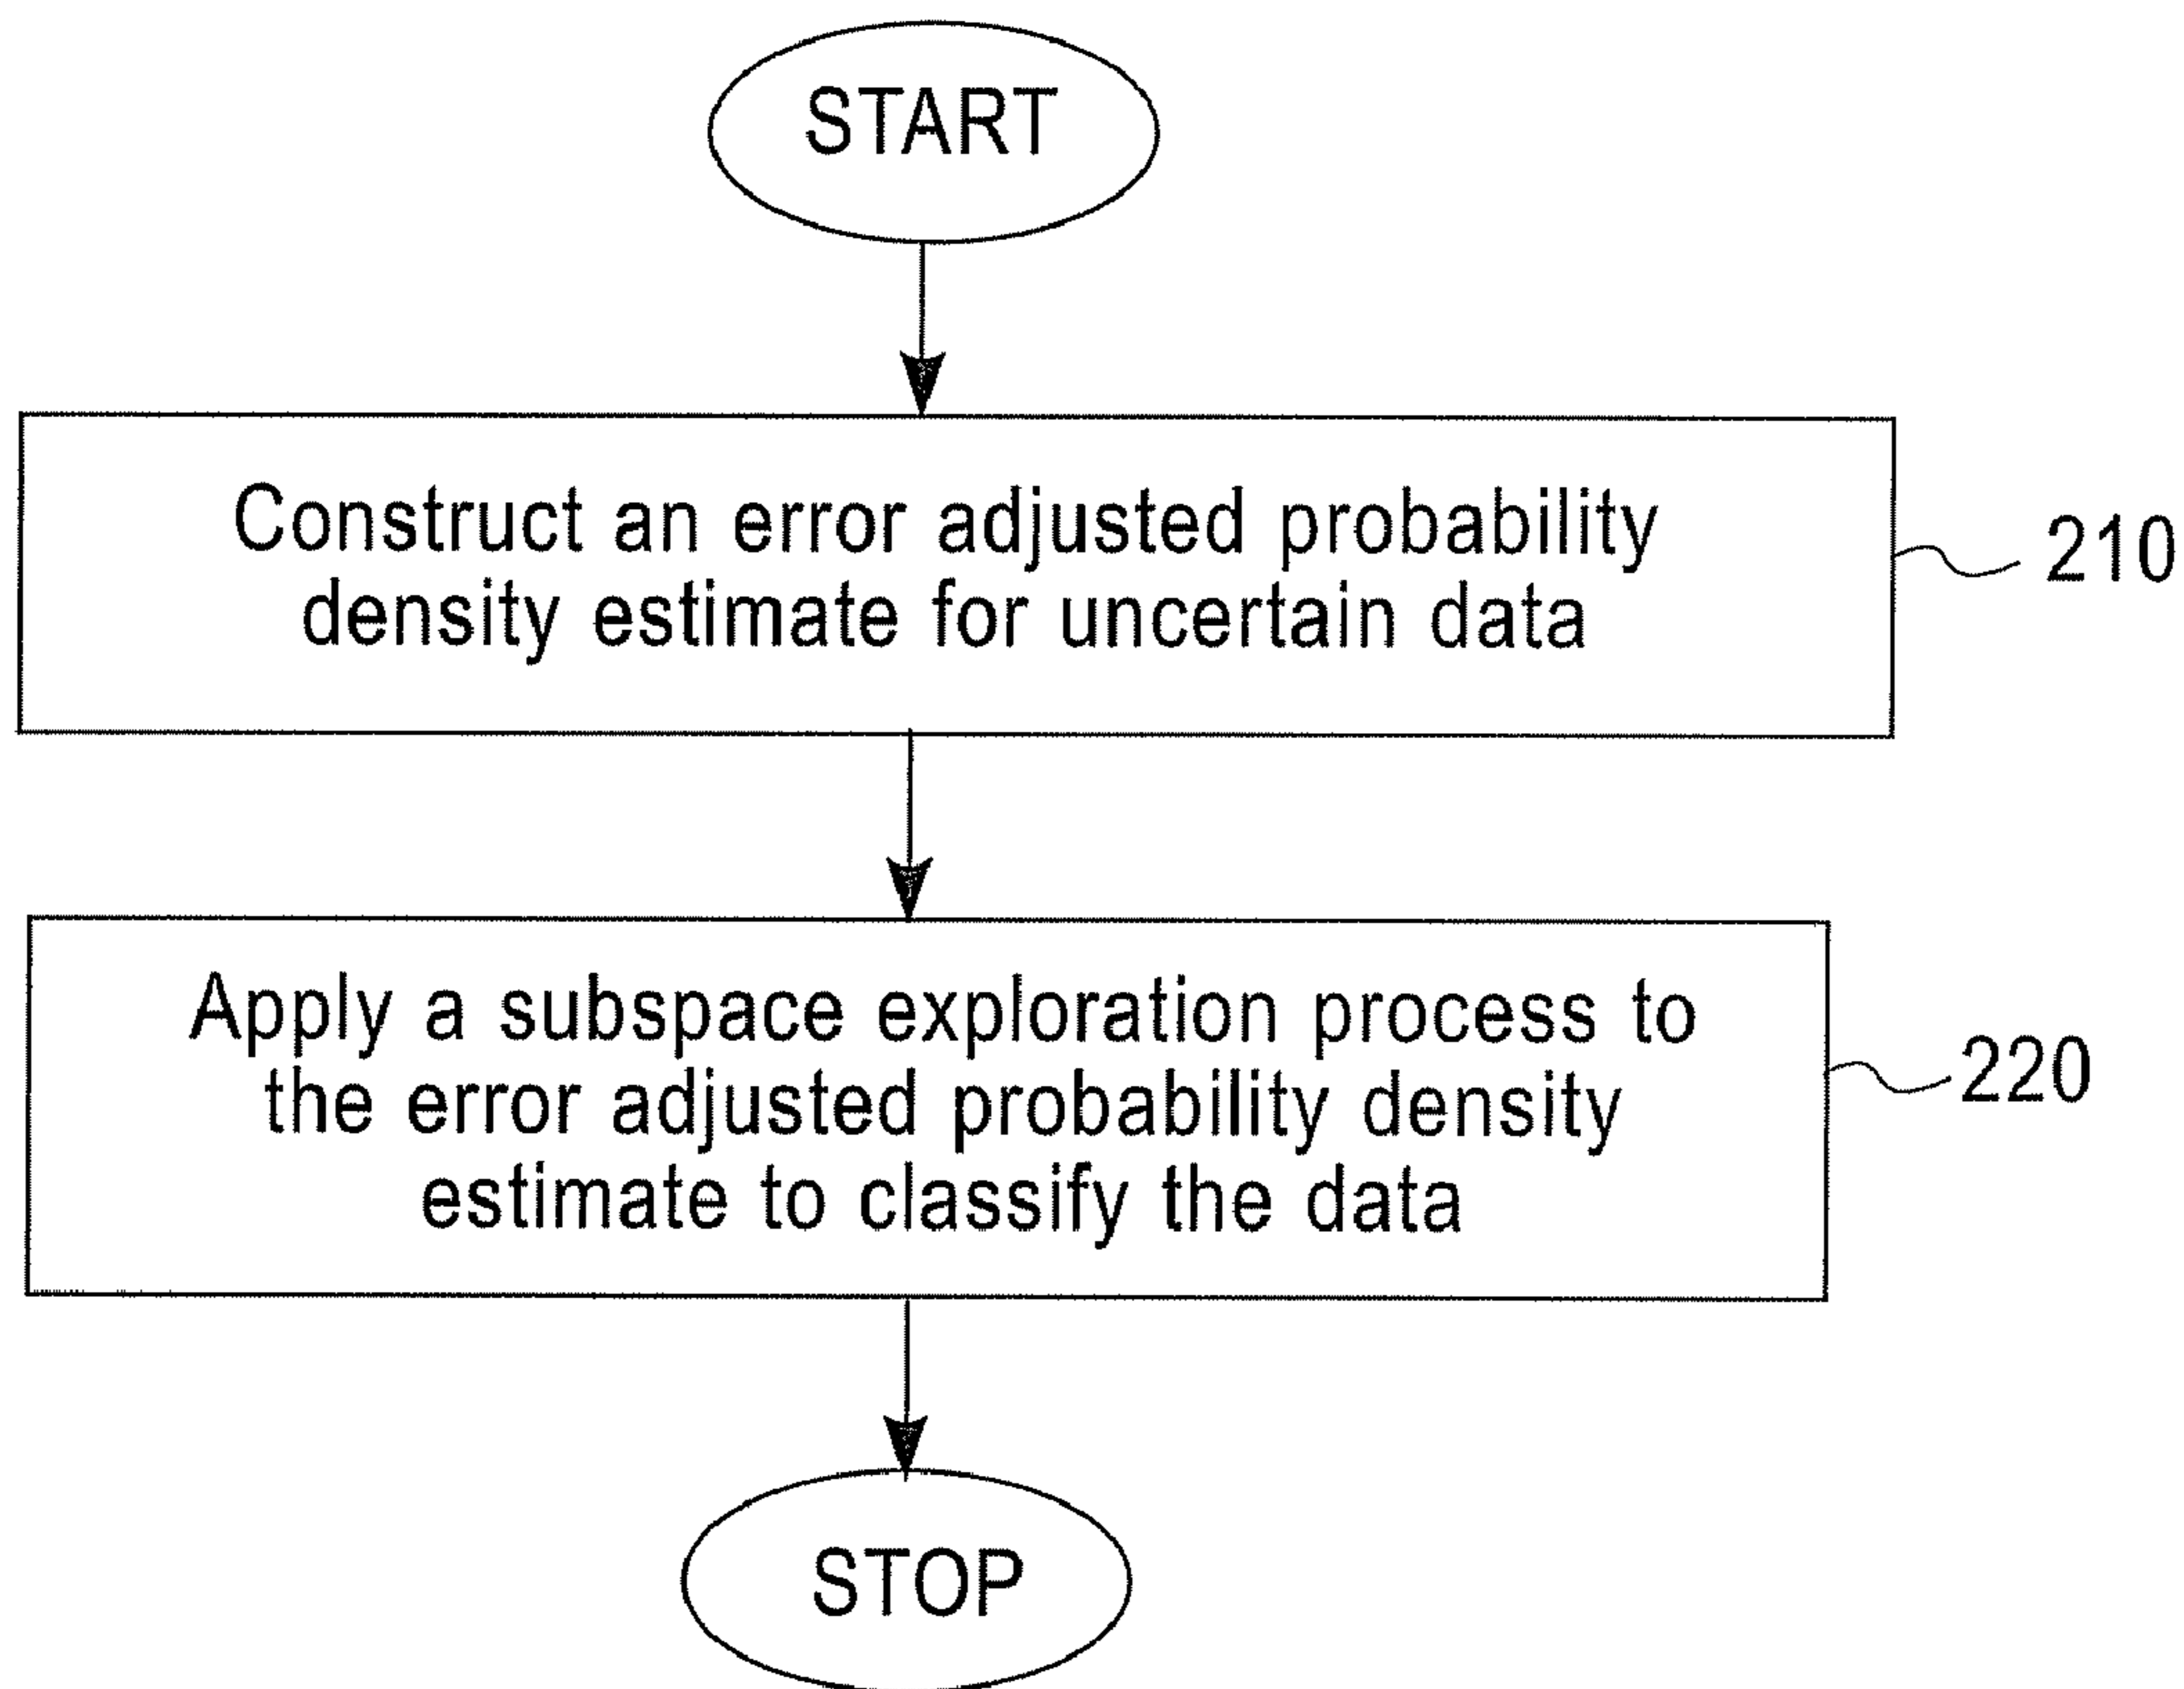 START
Construct an error adjusted probability
density estimate for uncertain data
210
Apply a subspace exploration process to
the error adjusted probability density
estimate to classify the data
220
STOP